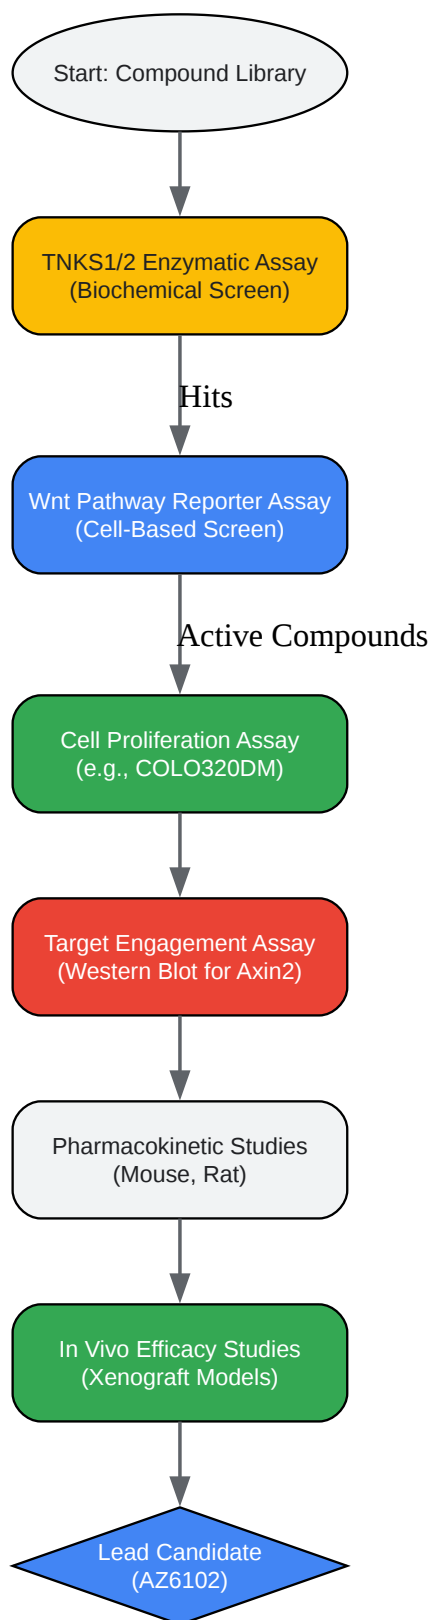 Start: Compound Library
TNKS1/2 Enzymatic Assay
(Biochemical Screen)
Hits
Wnt Pathway Reporter Assay
(Cell-Based Screen)
Active Compounds
Cell Proliferation Assay
(e.g., COLO320DM)
Target Engagement Assay
(Western Blot for Axin2)
Pharmacokinetic Studies
(Mouse, Rat)
In Vivo Efficacy Studies
(Xenograft Models)
Lead Candidate
(AZ6102)